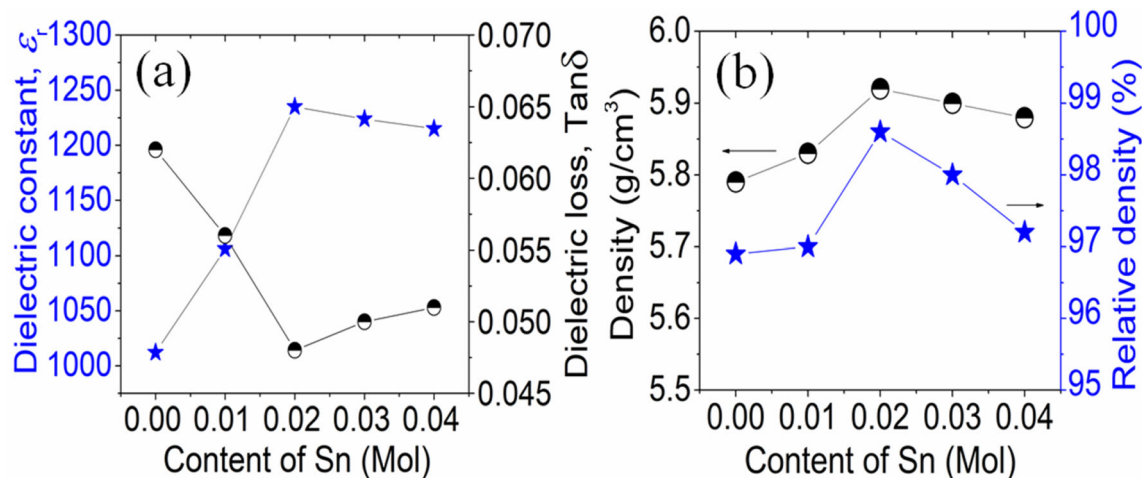 (a)
Dielectric constant, εr
1300
1250
1200
1150
1100
1050
1000
0.070
0.065
0.060
0.055
0.050
0.045
Dielectric loss, Tanδ
0.00 0.01 0.02 0.03 0.04
Content of Sn (Mol)
(b)
Density (g/cm³)
6.0
5.9
5.8
5.7
5.6
5.5
100
99
98
97
96
95
Relative density (%)
0.00 0.01 0.02 0.03 0.04
Content of Sn (Mol)